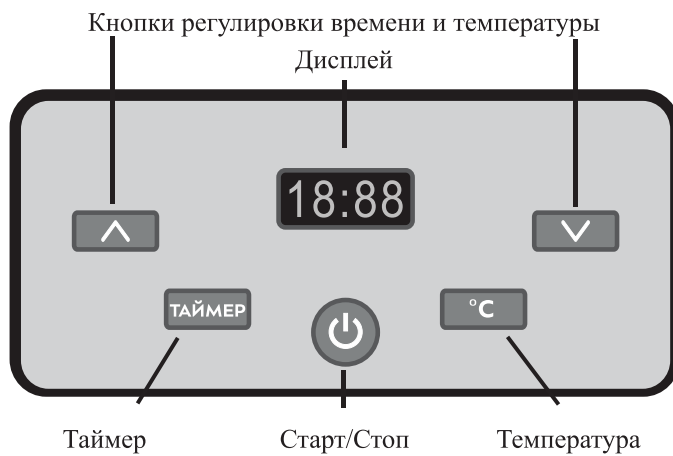 Кнопки регулировки времени и температуры
Дисплей
18:88
ТАЙМЕР
°C
Таймер
Старт/Стоп
Температура